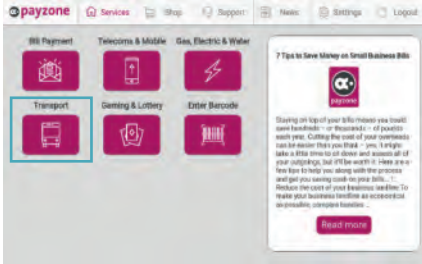 payzone Services Shop Support News Settings Logout
Bill Payment Telecoms & Mobile Gas, Electric & Water
Transport Gaming & Lottery Enter Barcode
7 Tips to Save Money on Small Business Bills
payzone
Staying on top of your bills means you could
save hundreds – or thousands – of pounds
each year. Cutting the cost of your overheads
can be easier than you think – yes, it might
take a little time to sit down and assess all of
your outgoings, but it'll be worth it. Here are a
few tips to help you along with the process
and get you saving cash on your bills...
Reduce the cost of your business landline To
make your business landline as economical
as possible, compare landline ...
Read more